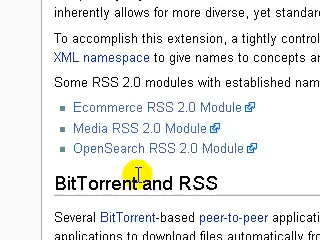 inherently allows for more diverse, yet standard
To accomplish this extension, a tightly control
XML namespace to give names to concepts a
Some RSS 2.0 modules with established nam
Ecommerce RSS 2.0 Module
Media RSS 2.0 Module
OpenSearch RSS 2.0 Module
BitTorrent and RSS
Several BitTorrent-based peer-to-peer applicati
applications to download files automatically from